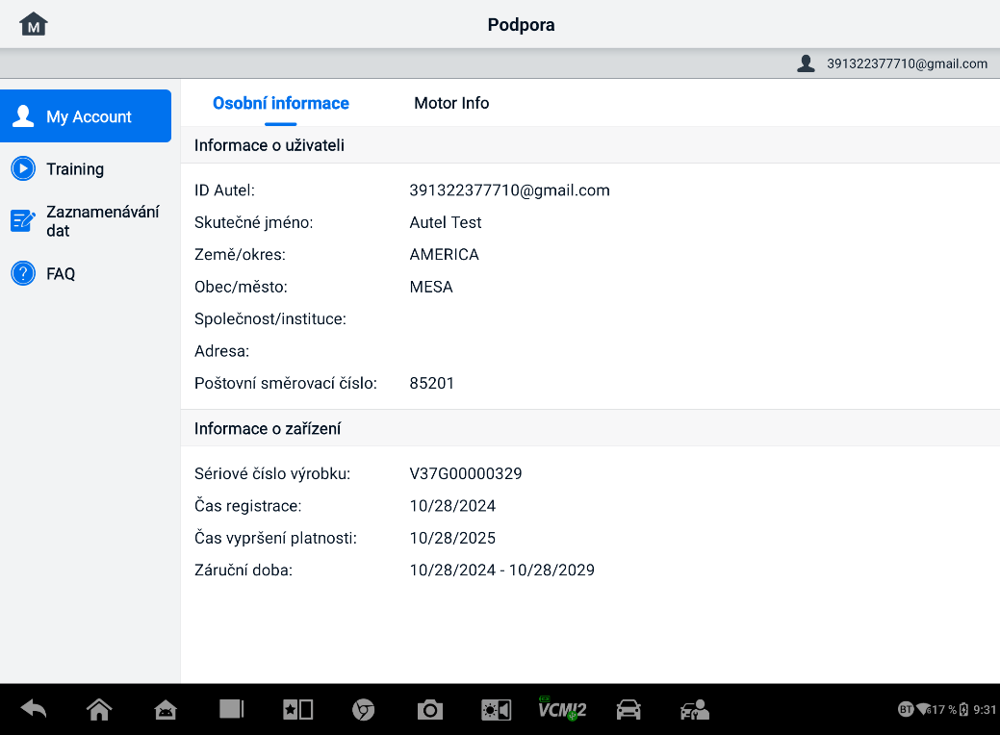 M
Podpora
391322377710@gmail.com
My Account
Training
Zaznamenávání
dat
FAQ
Osobní informace
Motor Info
Informace o uživateli
ID Autel: 391322377710@gmail.com
Skutečné jméno: Autel Test
Země/okres: AMERICA
Obec/město: MESA
Společnost/instituce:
Adresa:
Poštovní směrovací číslo: 85201
Informace o zařízení
Sériové číslo výrobku: V37G00000329
Čas registrace: 10/28/2024
Čas vypršení platnosti: 10/28/2025
Záruční doba: 10/28/2024 - 10/28/2029
VCMI2
BT 17 % 9:31